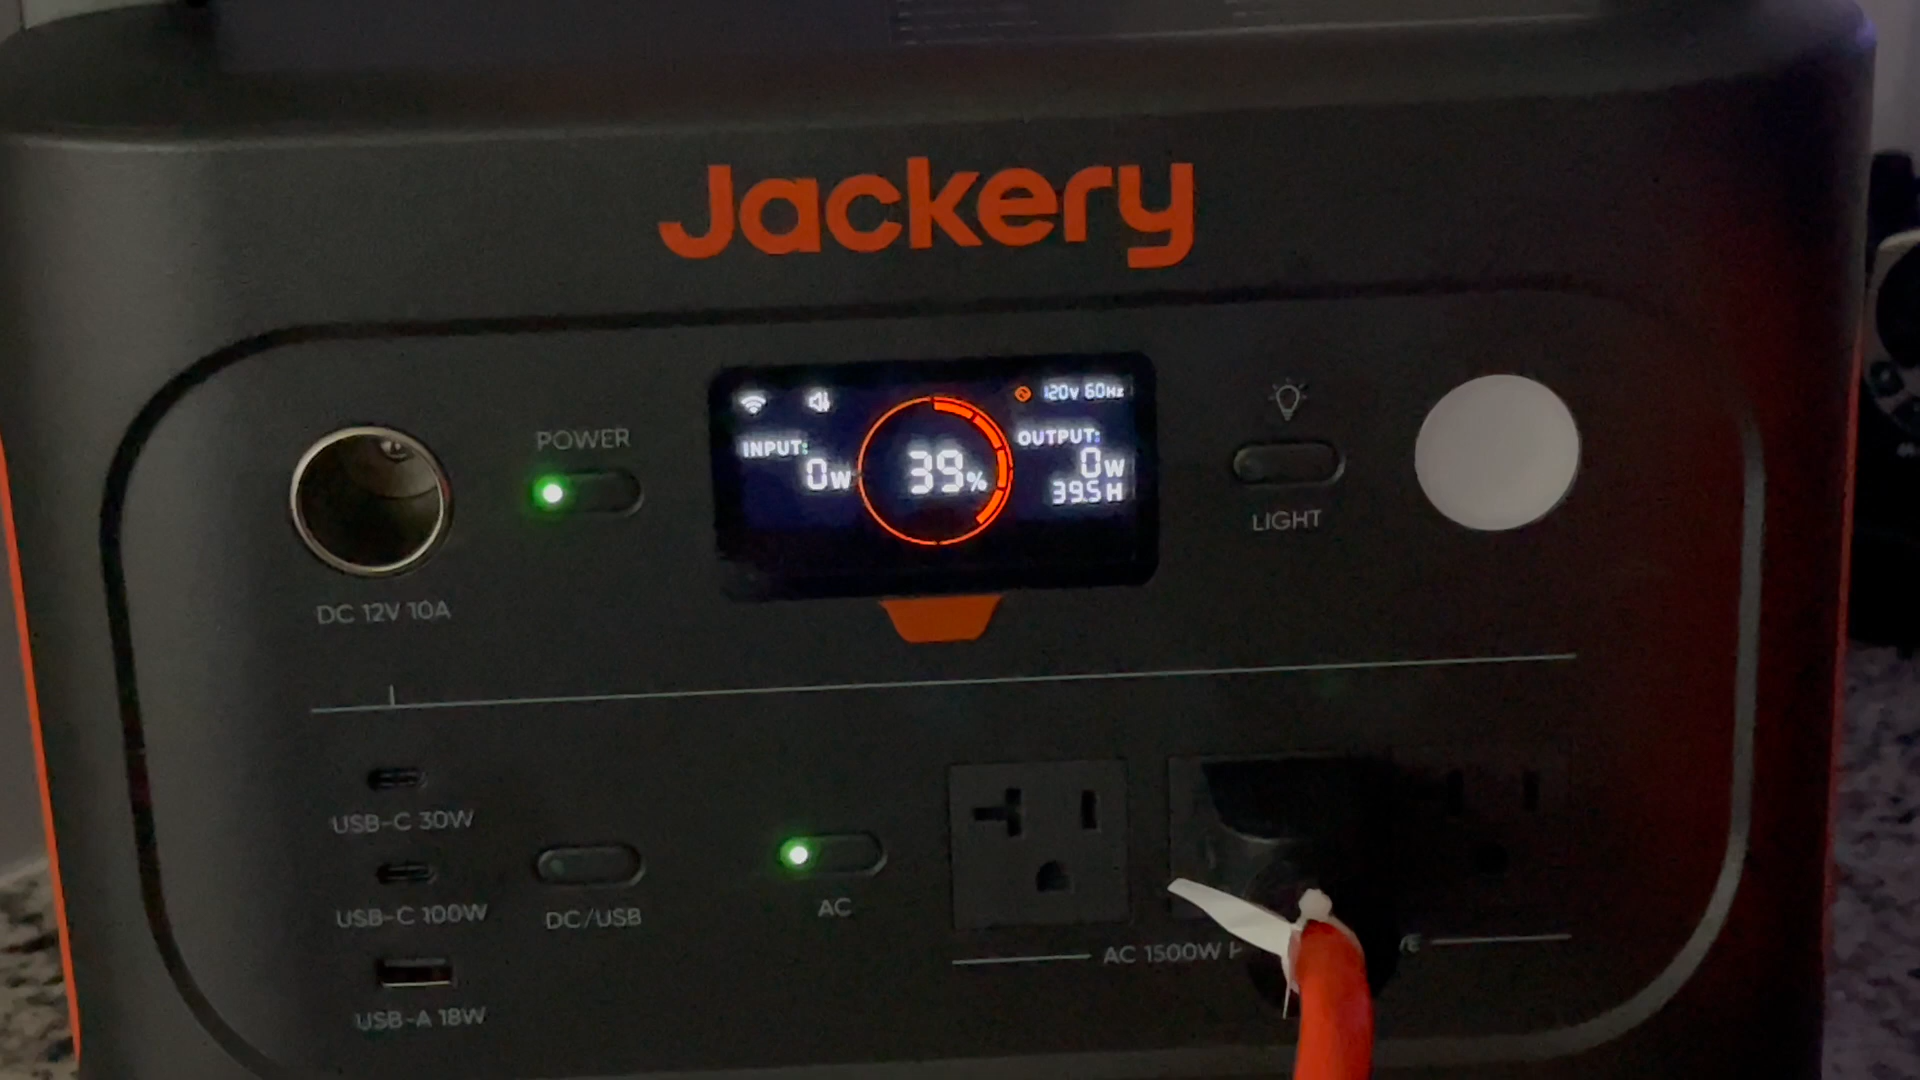 Jackery
120V 60Hz
INPUT:
0W
39%
OUTPUT:
0W
39.5H
POWER
LIGHT
DC 12V 10A
USB-C 30W
USB-C 100W
USB-A 18W
DC/USB
AC
AC 1500W